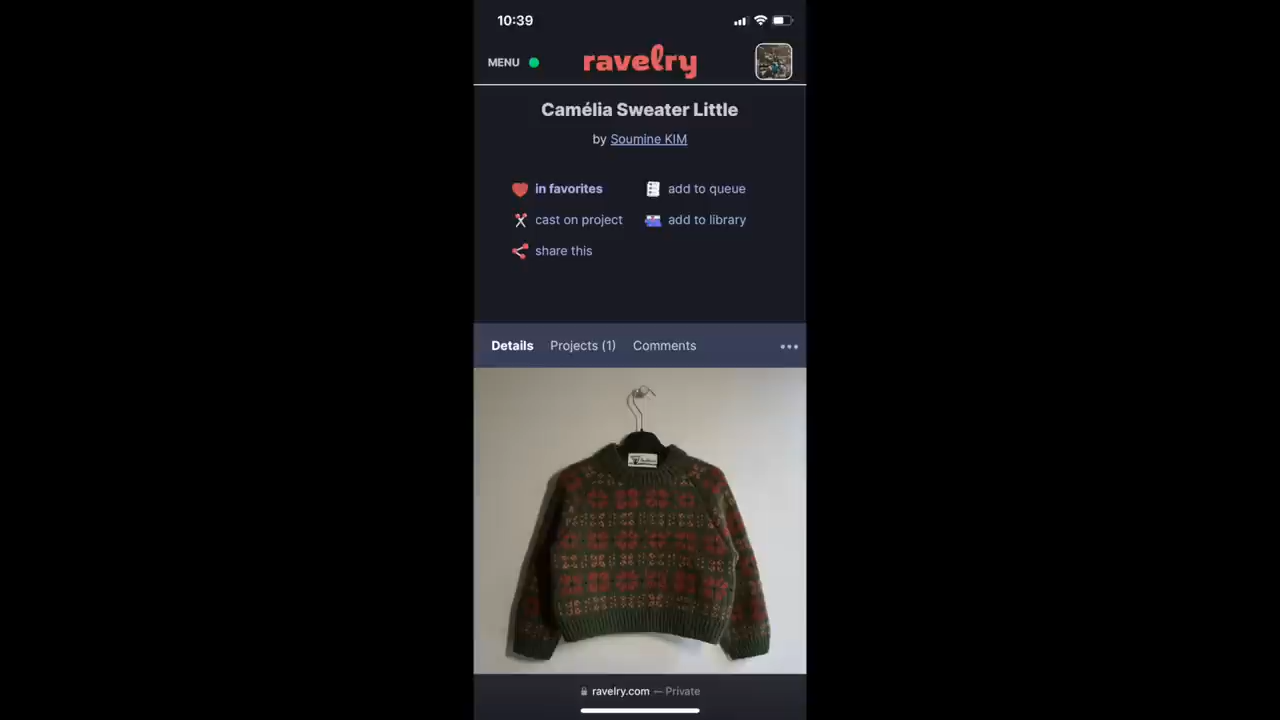 10:39
MENU
ravelry
Camélia Sweater Little
by Soumine KIM
in favorites
add to queue
cast on project
add to library
share this
Details Projects (1) Comments
ravelry.com — Private